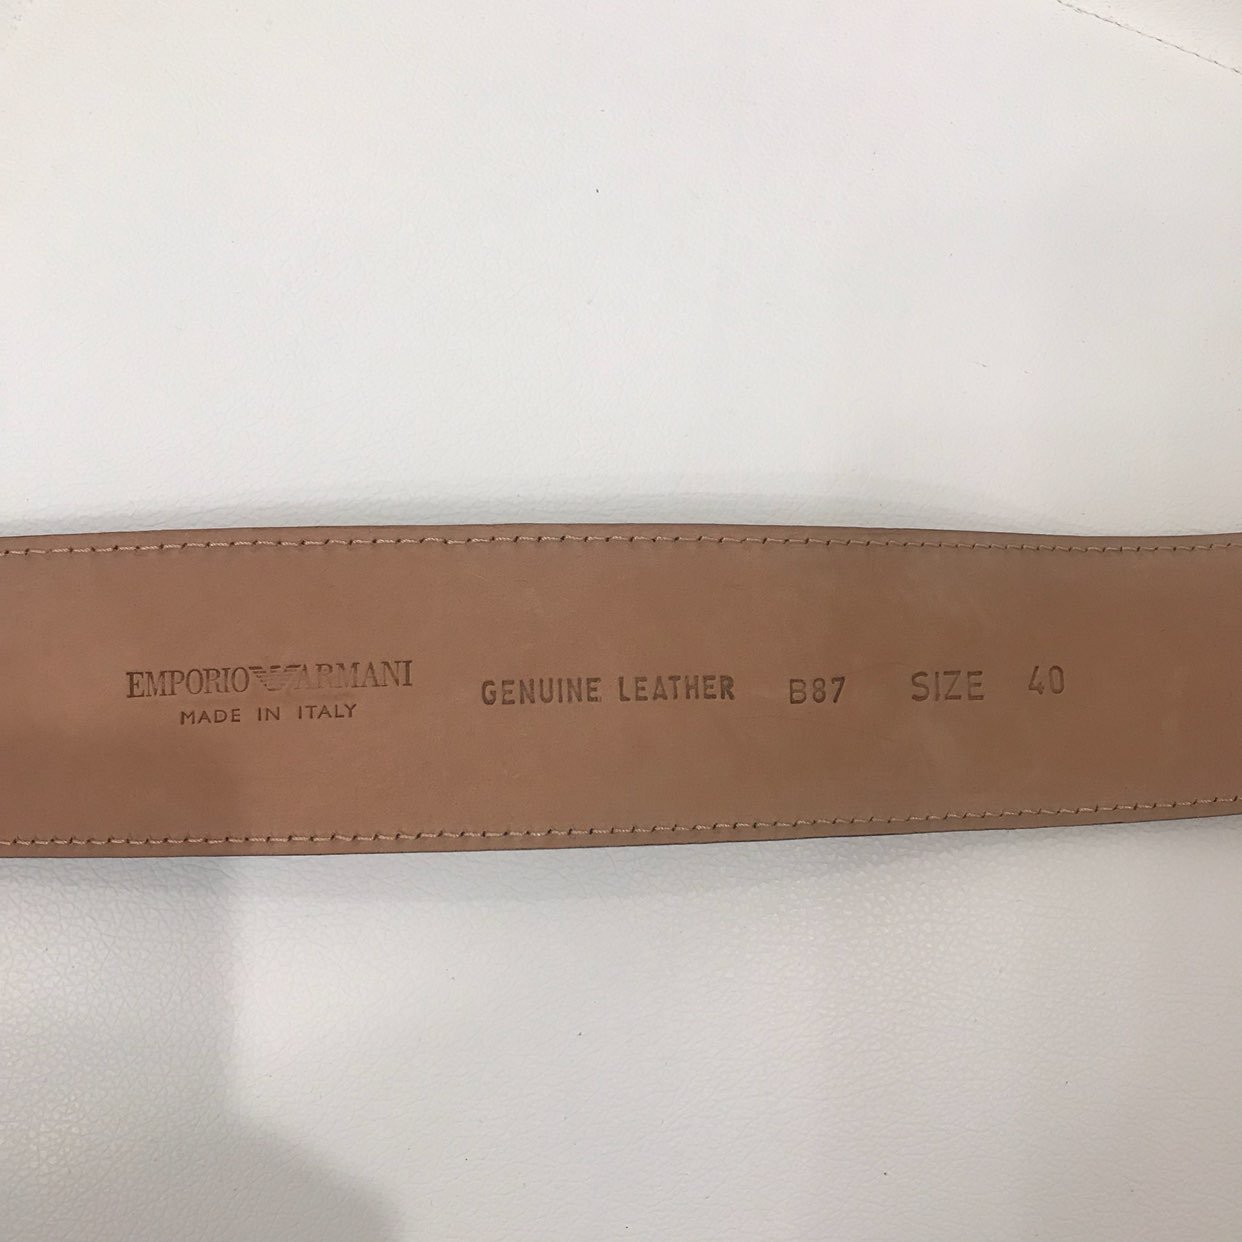 EMPORIO ARMANI GENUINE LEATHER B87 SIZE 40
MADE IN ITALY